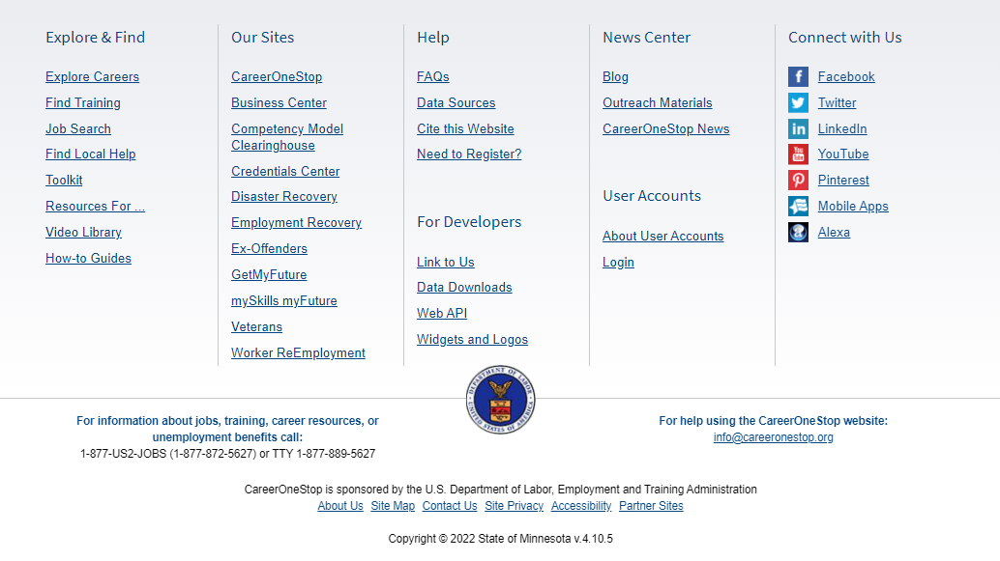 Explore & Find
Explore Careers
Find Training
Job Search
Find Local Help
Toolkit
Resources For ...
Video Library
How-to Guides
Our Sites
CareerOneStop
Business Center
Competency Model
Clearinghouse
Credentials Center
Disaster Recovery
Employment Recovery
Ex-Offenders
GetMyFuture
mySkills myFuture
Veterans
Worker ReEmployment
Help
FAQs
Data Sources
Cite this Website
Need to Register?
For Developers
Link to Us
Data Downloads
Web API
Widgets and Logos
News Center
Blog
Outreach Materials
CareerOneStop News
User Accounts
About User Accounts
Login
Connect with Us
Facebook
Twitter
LinkedIn
YouTube
Pinterest
Mobile Apps
Alexa
DEPARTMENT OF LABOR
UNITED STATES OF AMERICA
For information about jobs, training, career resources, or
unemployment benefits call:
1-877-US2-JOBS (1-877-872-5627) or TTY 1-877-889-5627
For help using the CareerOneStop website:
info@careeronestop.org
CareerOneStop is sponsored by the U.S. Department of Labor, Employment and Training Administration
About Us Site Map Contact Us Site Privacy Accessibility Partner Sites
Copyright © 2022 State of Minnesota v.4.10.5